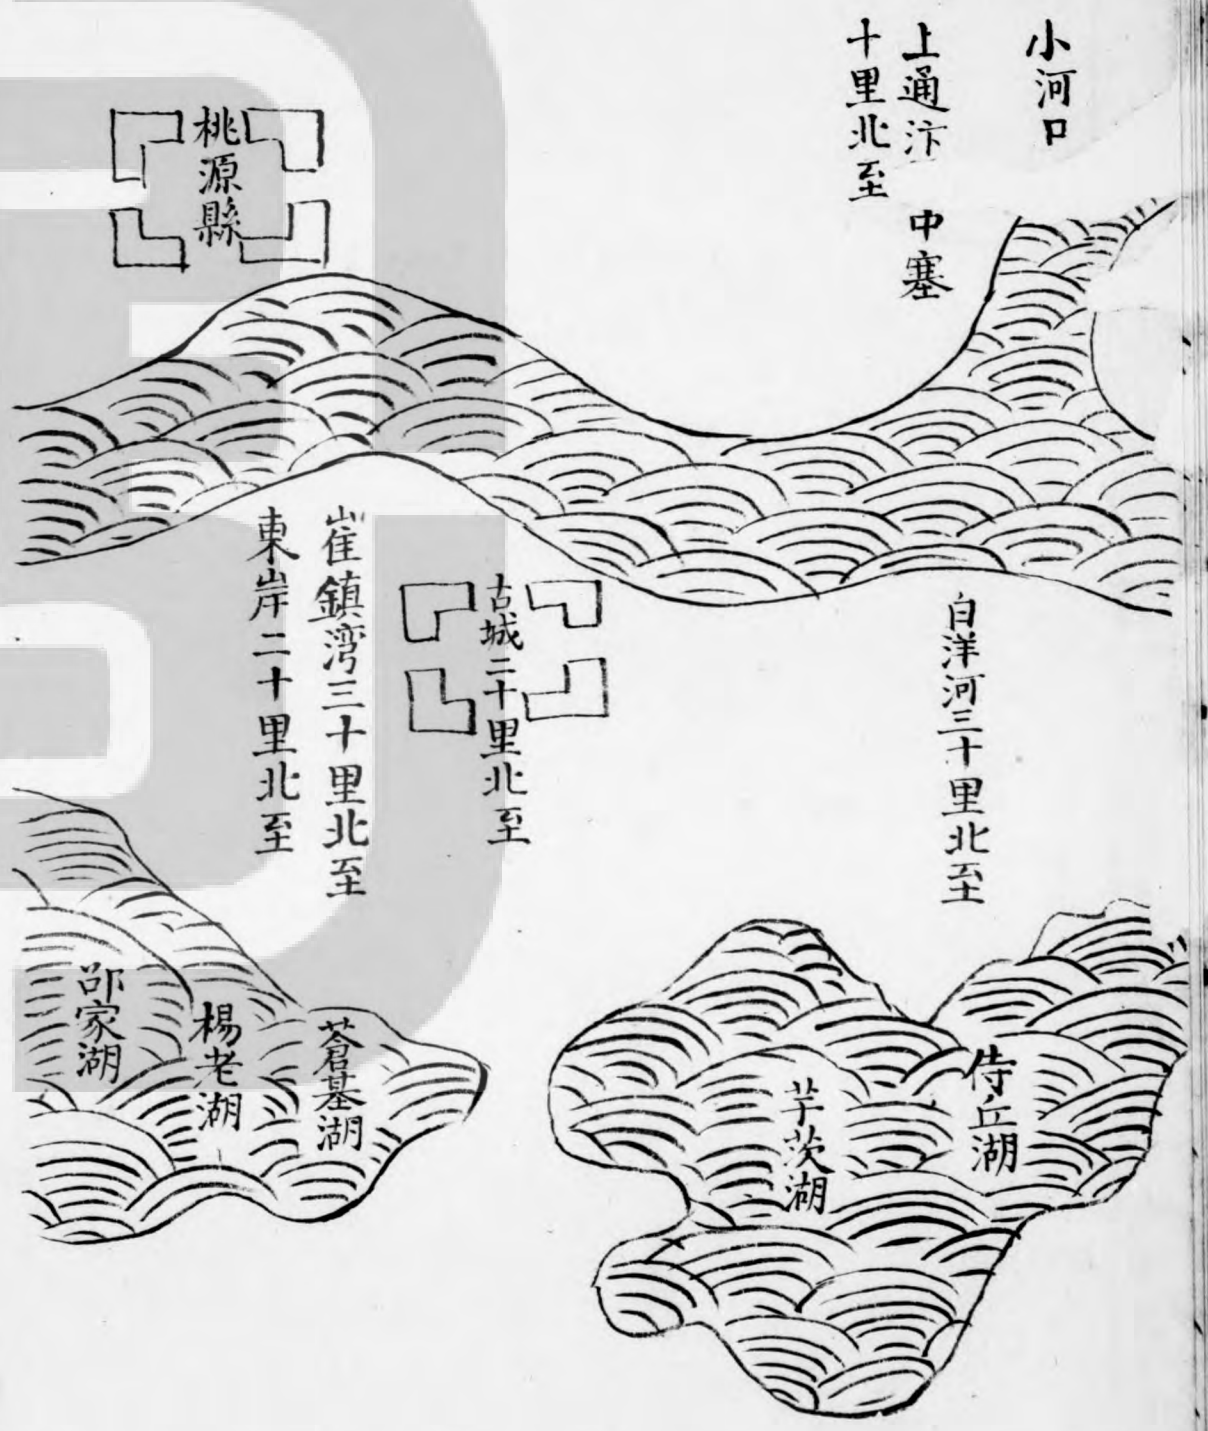 小河口
上通汴　中塞
十里北至
桃源縣
白洋河三十里北至
古城二十里北至
崔鎮湾三十里北至
東岸二十里北至
侍丘湖
芋茨湖
蒼基湖
楊老湖
邵家湖